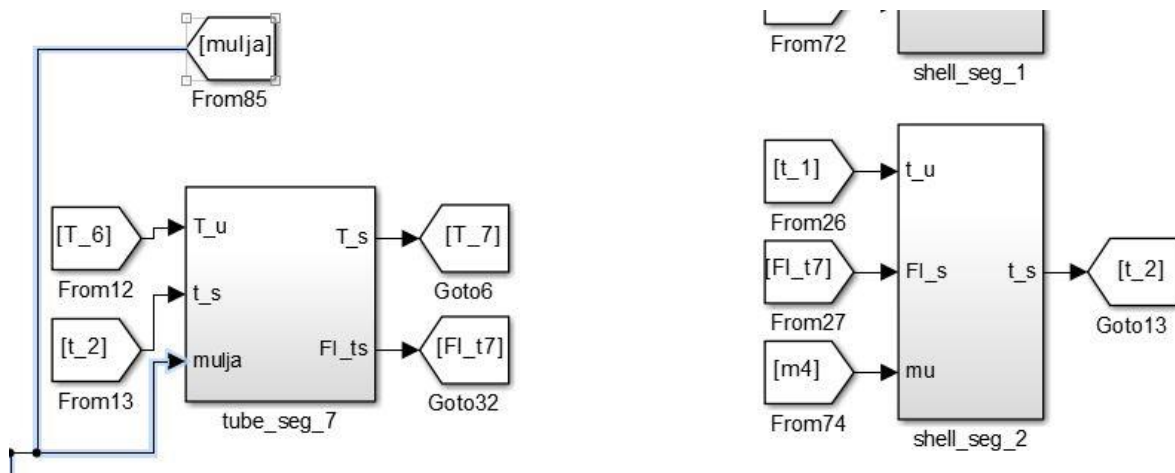 [mulja]
From85
[T_6]
From12
[t_2]
From13
T_u
t_s
mulja
T_s
Fl_ts
tube_seg_7
[T_7]
Goto6
[Fl_t7]
Goto32
From72
shell_seg_1
[t_1]
From26
[Fl_t7]
From27
[m4]
From74
t_u
Fl_s
mu
t_s
shell_seg_2
[t_2]
Goto13